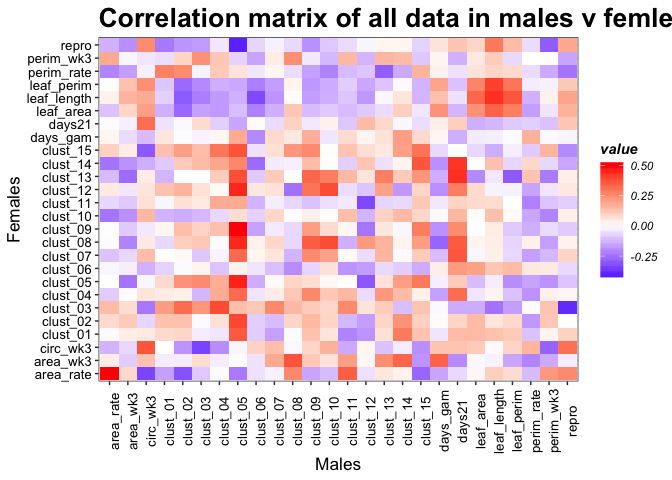 Correlation matrix of all data in males v femle
repro
perim_wk3
perim_rate
leaf_perim
leaf_length
leaf_area
days21
days_gam
clust_15
clust_14
clust_13
clust_12
clust_11
clust_10
clust_09
clust_08
clust_07
clust_06
clust_05
clust_04
clust_03
clust_02
clust_01
circ_wk3
area_wk3
area_rate
Females
area_rate
area_wk3
circ_wk3
clust_01
clust_02
clust_03
clust_04
clust_05
clust_06
clust_07
clust_08
clust_09
clust_10
clust_11
clust_12
clust_13
clust_14
clust_15
days_gam
days21
leaf_area
leaf_length
leaf_perim
perim_rate
perim_wk3
repro
Males
value
0.50
0.25
0.00
-0.25